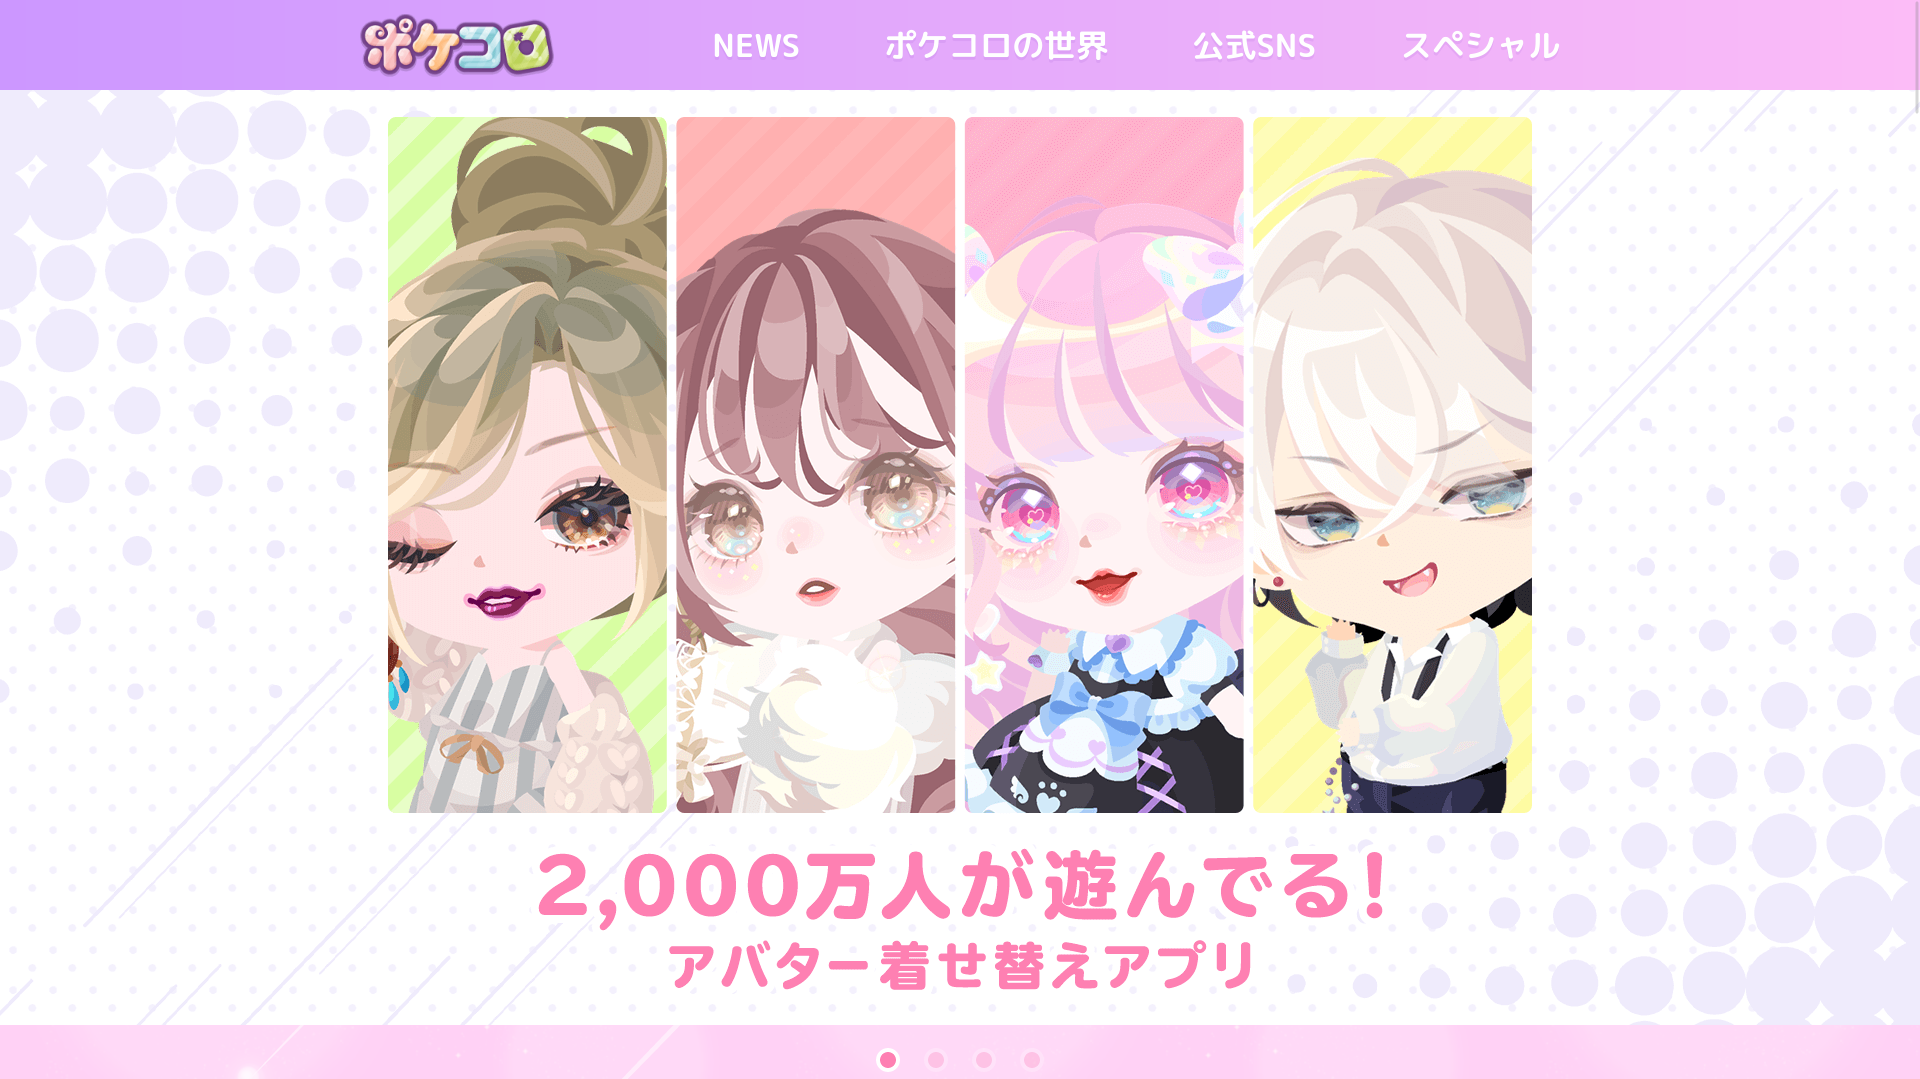 ポケコロ
NEWS
ポケコロの世界
公式SNS
スペシャル
2,000万人が遊んでる!
アバター着せ替えアプリ